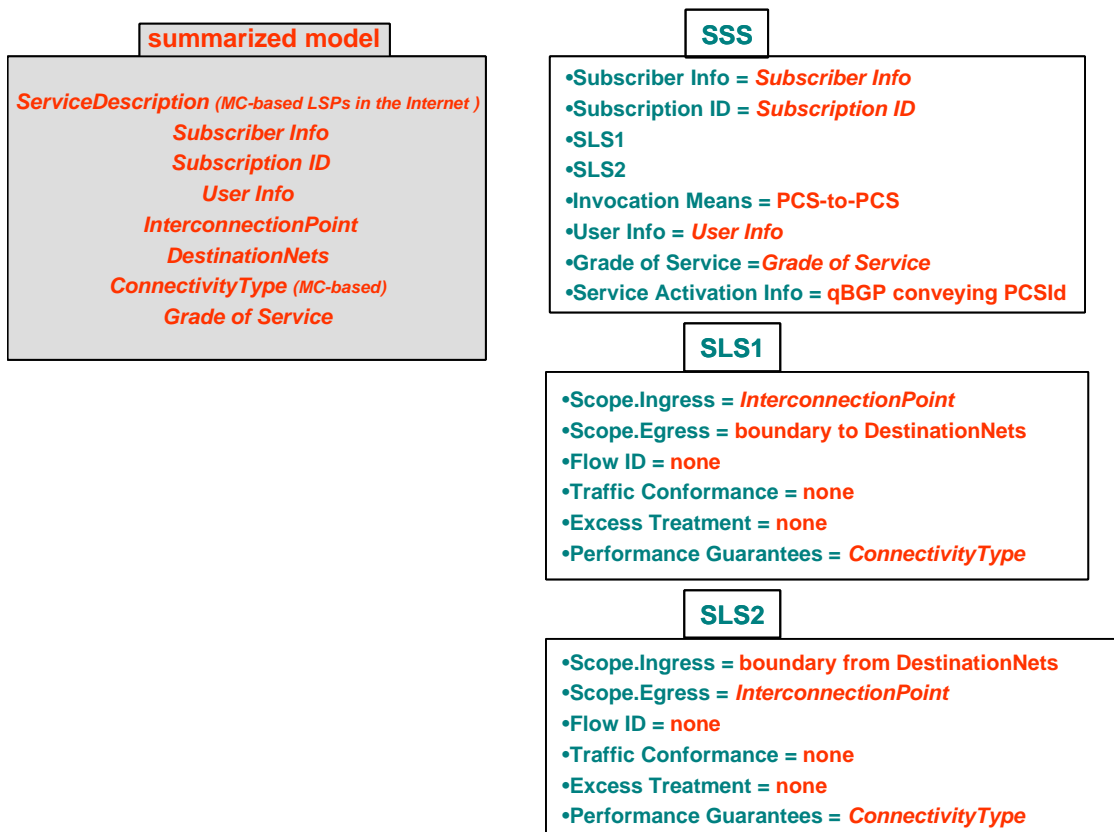 summarized model
ServiceDescription (MC-based LSPs in the Internet )
Subscriber Info
Subscription ID
User Info
InterconnectionPoint
DestinationNets
ConnectivityType (MC-based)
Grade of Service
SSS
•Subscriber Info = Subscriber Info
•Subscription ID = Subscription ID
•SLS1
•SLS2
•Invocation Means = PCS-to-PCS
•User Info = User Info
•Grade of Service =Grade of Service
•Service Activation Info = qBGP conveying PCSId
SLS1
•Scope.Ingress = InterconnectionPoint
•Scope.Egress = boundary to DestinationNets
•Flow ID = none
•Traffic Conformance = none
•Excess Treatment = none
•Performance Guarantees = ConnectivityType
SLS2
•Scope.Ingress = boundary from DestinationNets
•Scope.Egress = InterconnectionPoint
•Flow ID = none
•Traffic Conformance = none
•Excess Treatment = none
•Performance Guarantees = ConnectivityType